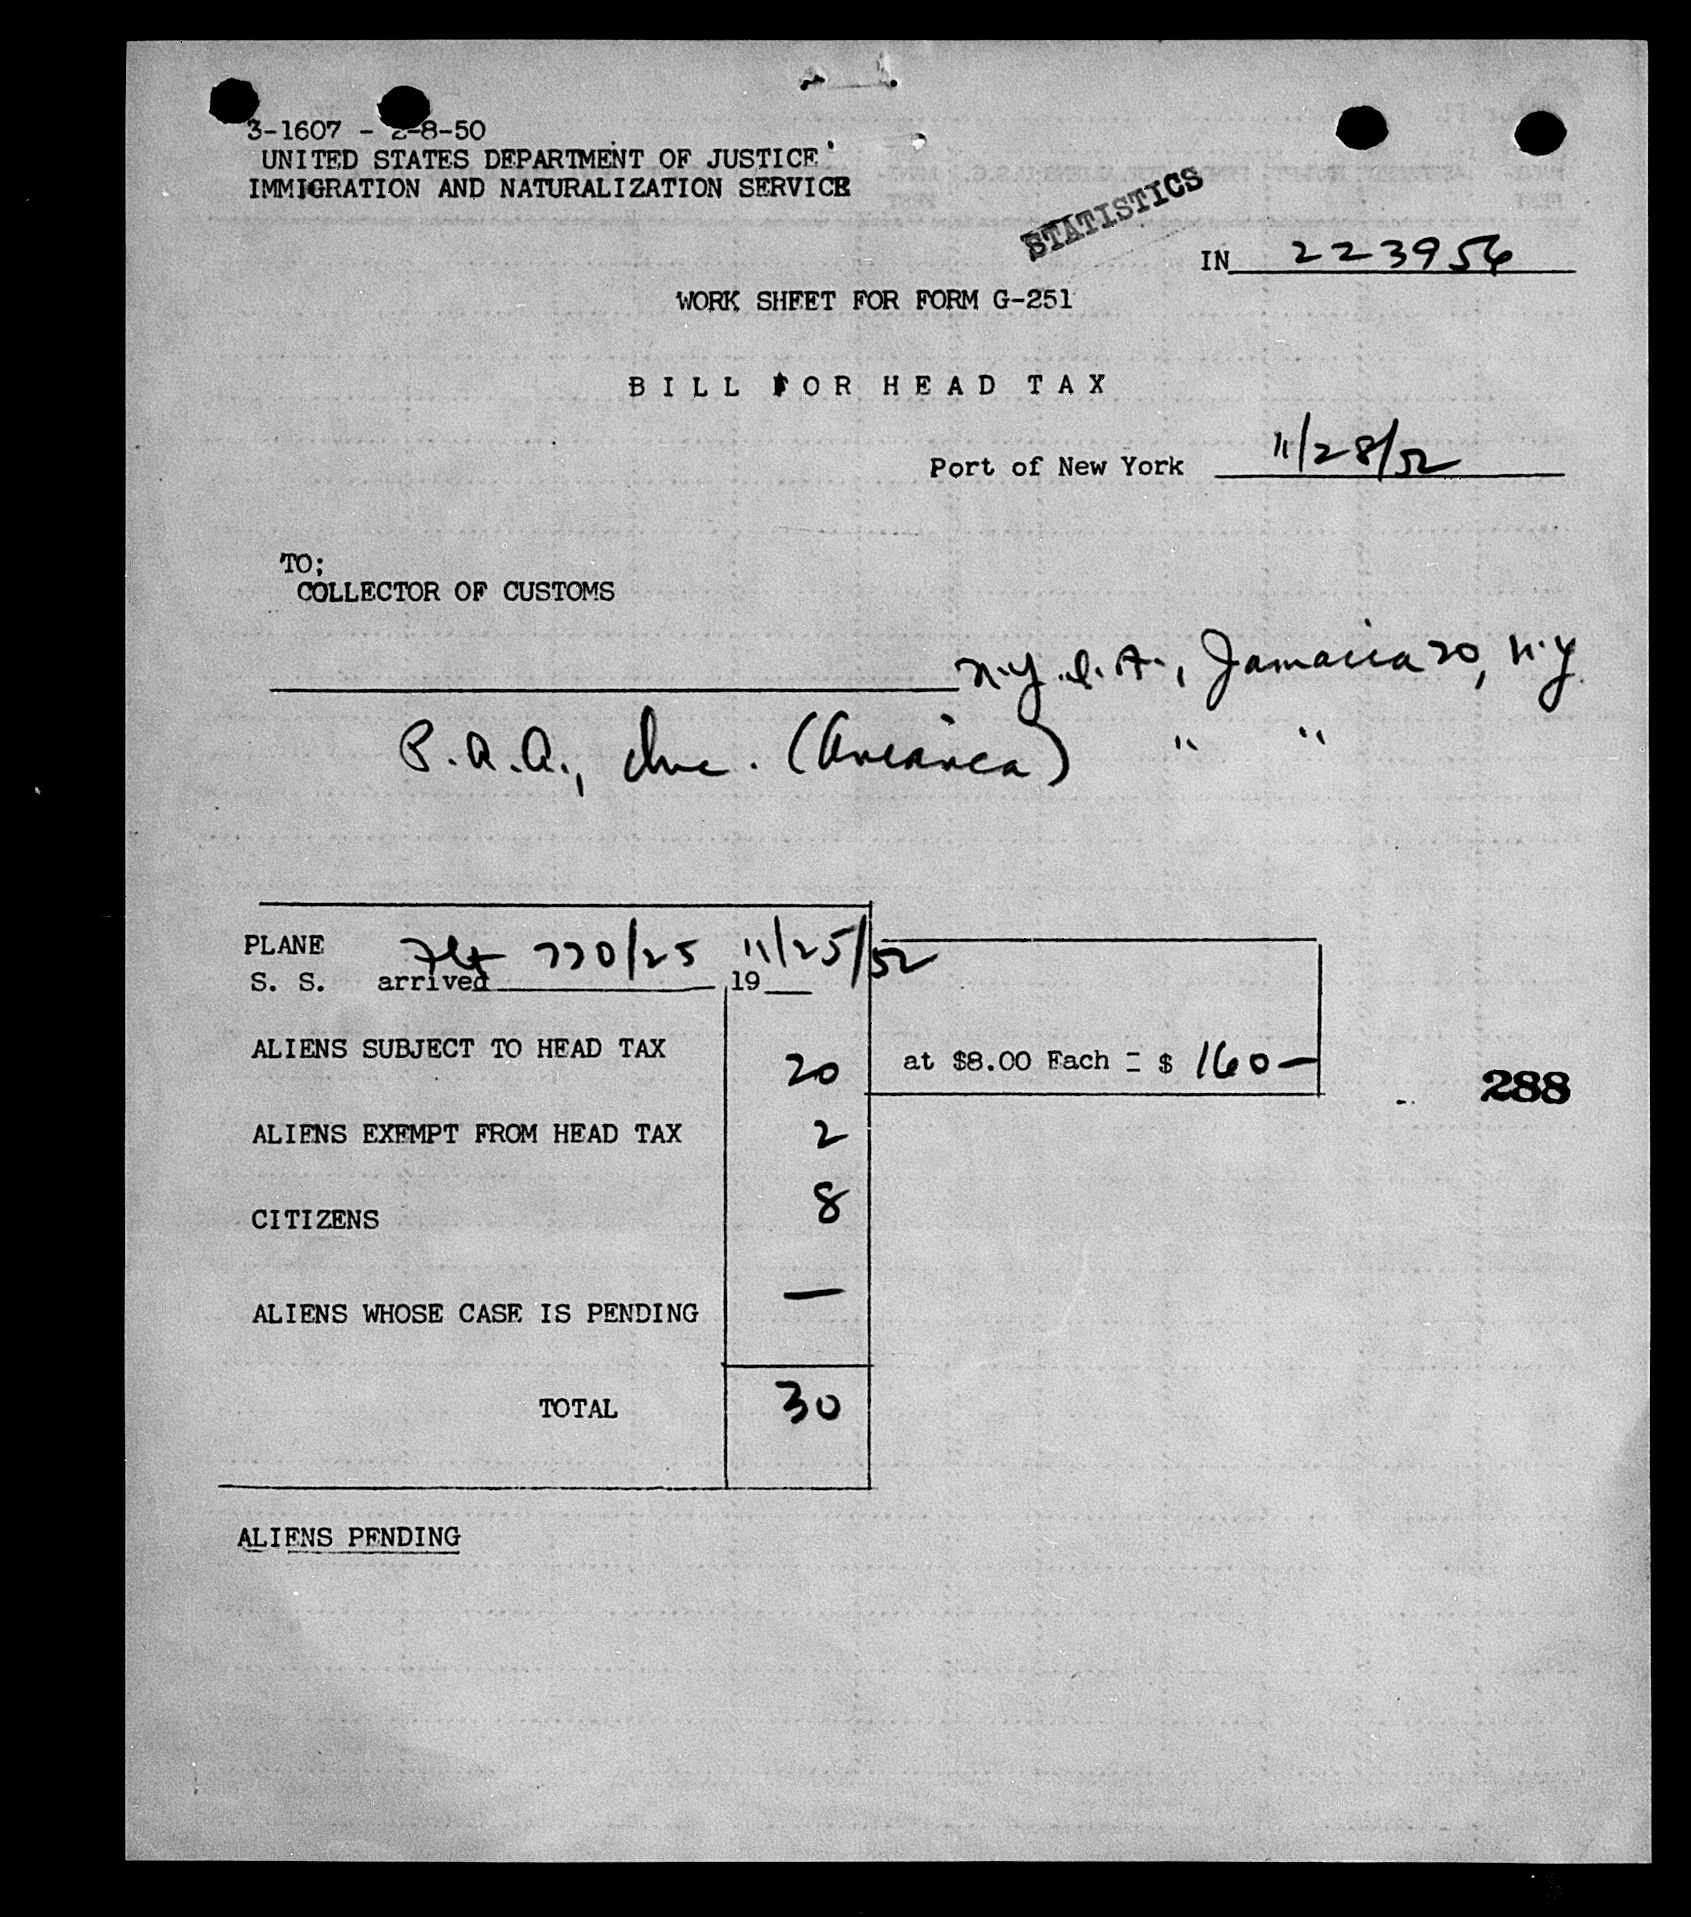 3-1607 - 2-8-50
UNITED STATES DEPARTMENT OF JUSTICE
IMMIGRATION AND NATURALIZATION SERVICE
STATISTICS
IN 223956
WORK SHEET FOR FORM G-251
BILL FOR HEAD TAX
Port of New York 11/28/52
TO;
COLLECTOR OF CUSTOMS
N.Y.I.A., Jamaica 20, N.Y.
P.A.A., Inc. (Avianca) " "
PLANE Flt 770/25 11/25/52
S. S. arrived 19
ALIENS SUBJECT TO HEAD TAX 20 at $8.00 Each = $ 160—
288
ALIENS EXEMPT FROM HEAD TAX 2
CITIZENS 8
ALIENS WHOSE CASE IS PENDING —
TOTAL 30
ALIENS PENDING